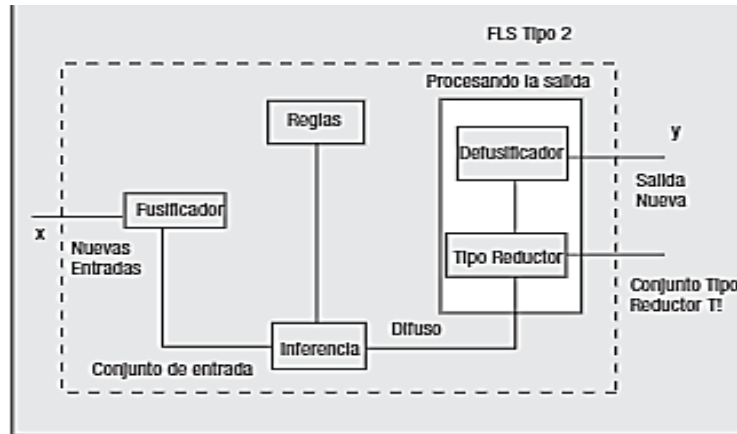 FLS Tipo 2
Procesando la salida
Reglas
Defusificador
y
Salida
Nueva
Fusificador
x
Nuevas
Entradas
Tipo Reductor
Conjunto Tipo
Reductor T!
Difuso
Inferencia
Conjunto de entrada